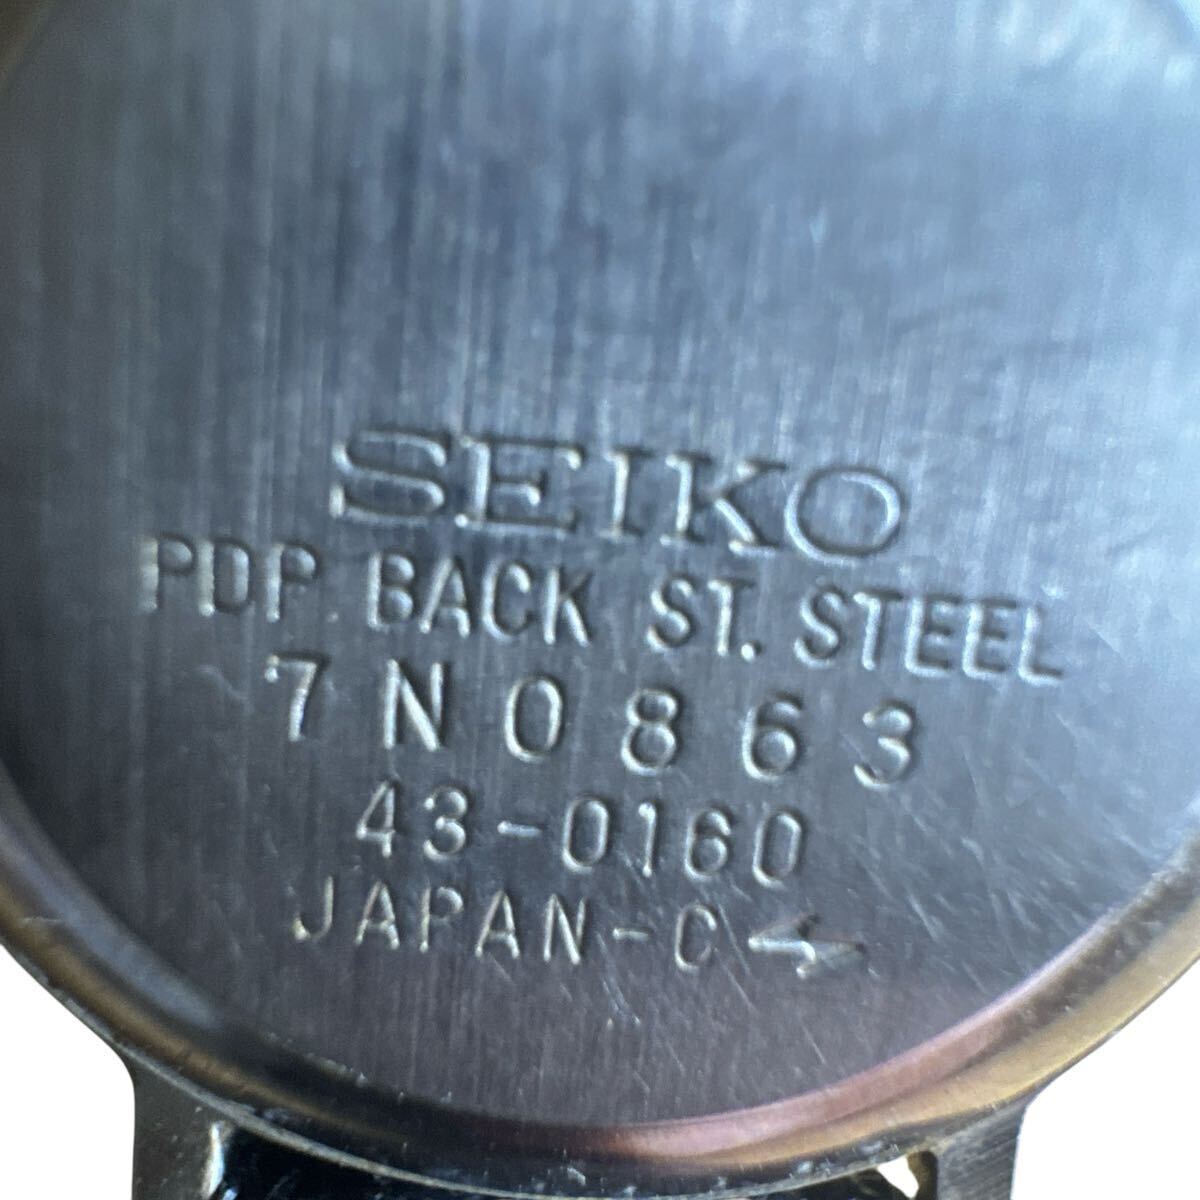 SEIKO
PDP. BACK ST. STEEL
7N0863
43-0160
JAPAN-C